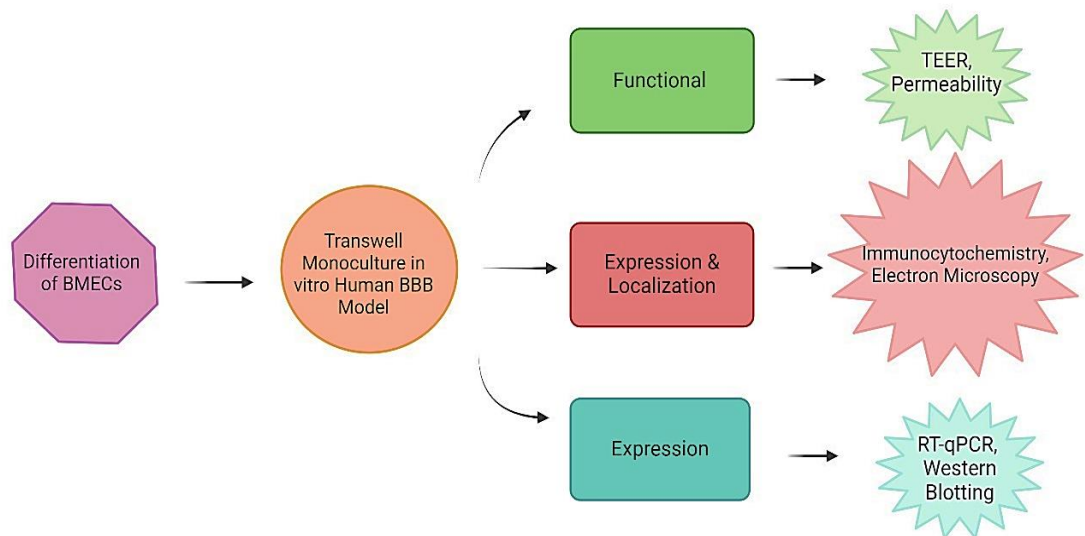 Differentiation
of BMECs
Transwell
Monoculture in
vitro Human BBB
Model
Functional
TEER,
Permeability
Expression &
Localization
Immunocytochemistry,
Electron Microscopy
Expression
RT-qPCR,
Western
Blotting